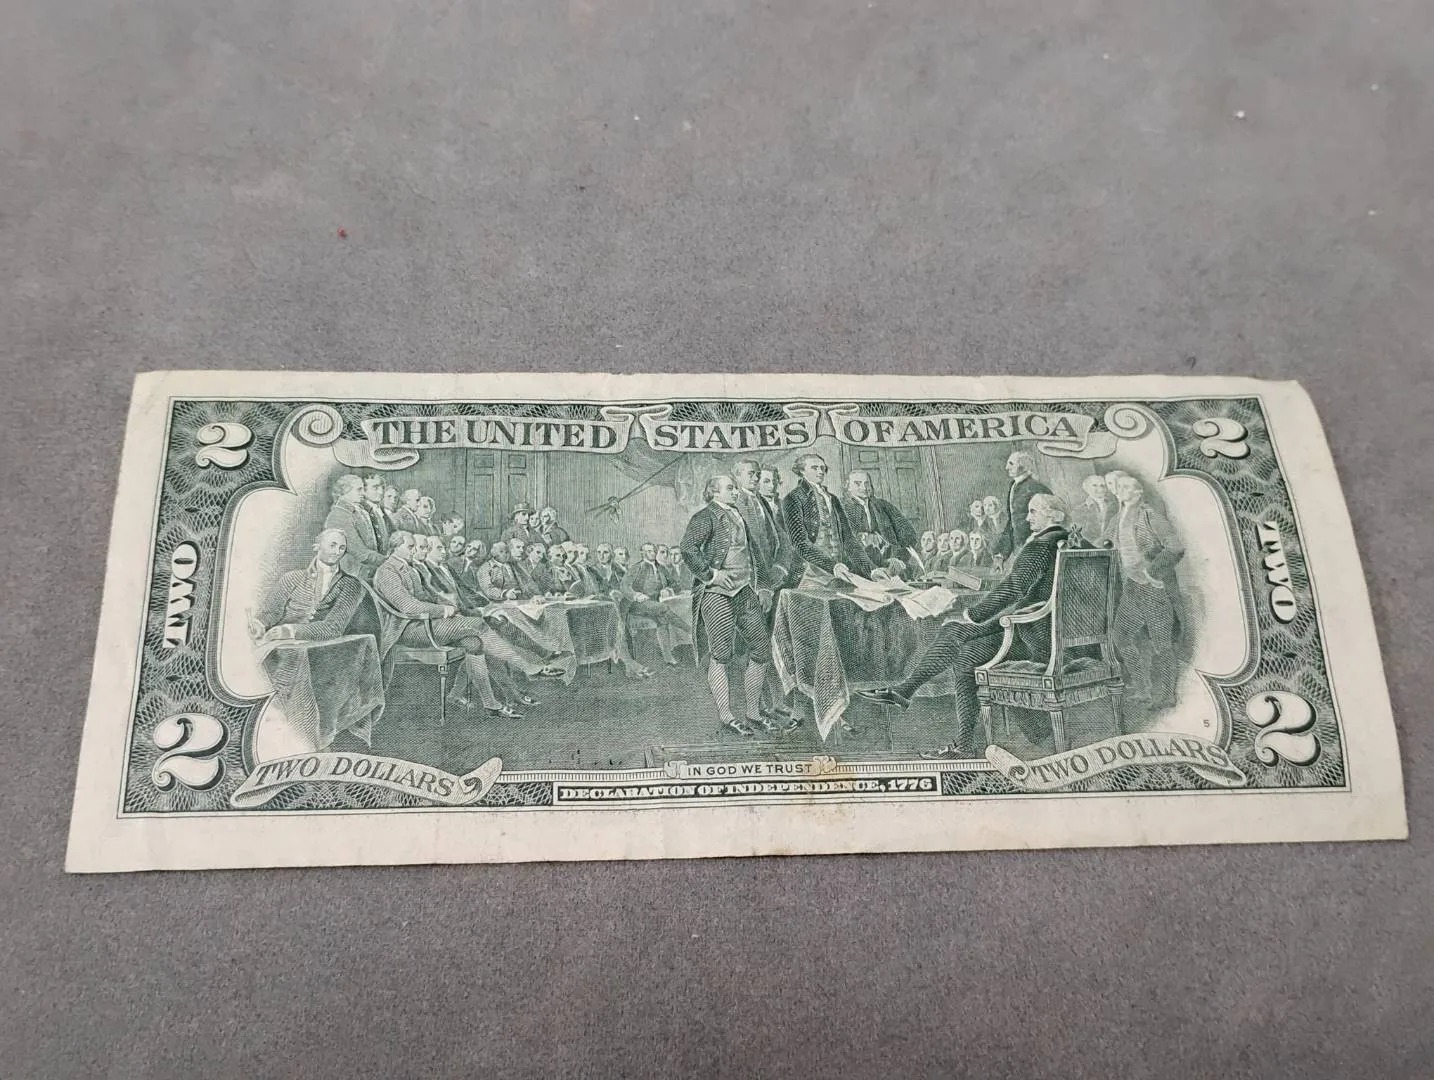 2 THE UNITED STATES OF AMERICA 2
TWO TWO
5
2 TWO DOLLARS IN GOD WE TRUST TWO DOLLARS 2
DECLARATION OF INDEPENDENCE, 1776